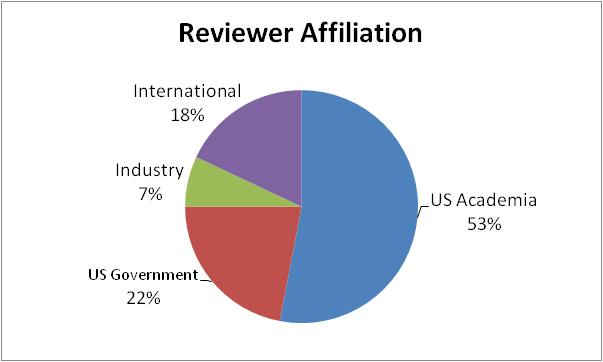 Reviewer Affiliation
International
18%
Industry
7%
US Academia
53%
US Government
22%